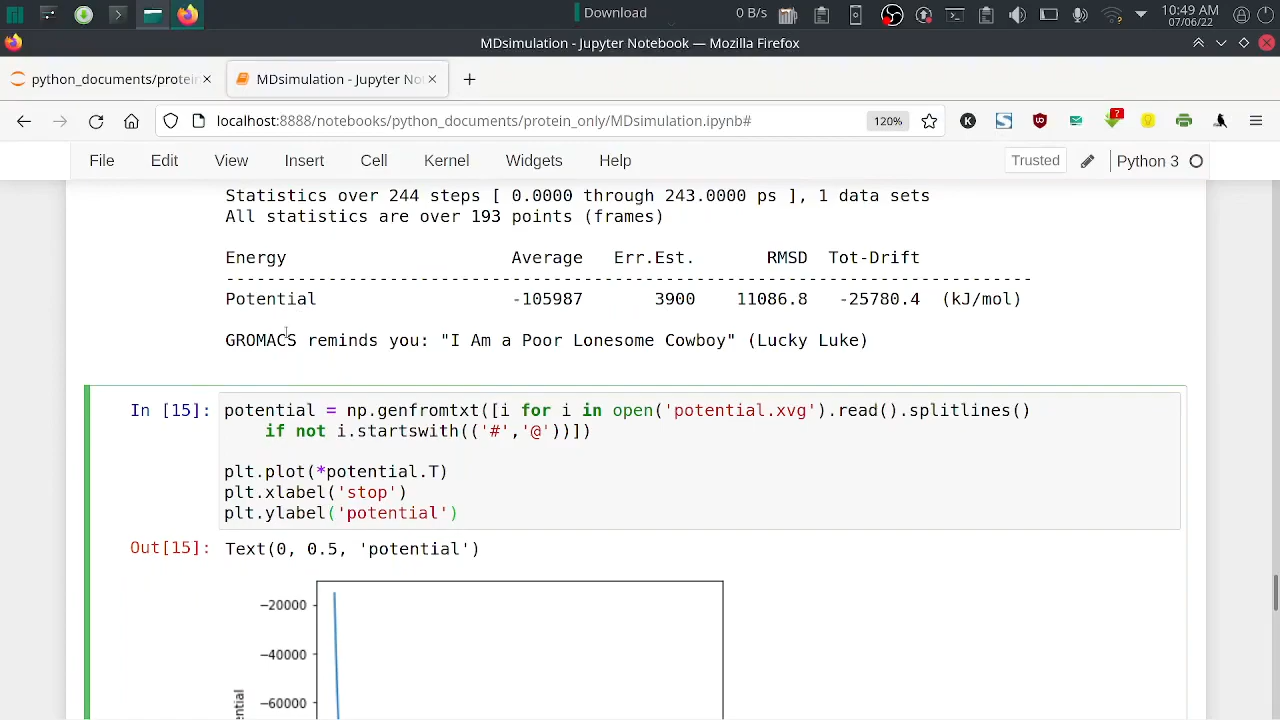 Download
0 B/s
10:49 AM
07/06/22
MDsimulation - Jupyter Notebook — Mozilla Firefox
python_documents/protein
MDsimulation - Jupyter No
localhost:8888/notebooks/python_documents/protein_only/MDsimulation.ipynb#
120%
File Edit View Insert Cell Kernel Widgets Help
Trusted
Python 3
Statistics over 244 steps [ 0.0000 through 243.0000 ps ], 1 data sets
All statistics are over 193 points (frames)
Energy Average Err.Est. RMSD Tot-Drift
-------------------------------------------------------------------------------
Potential -105987 3900 11086.8 -25780.4 (kJ/mol)
GROMACS reminds you: "I Am a Poor Lonesome Cowboy" (Lucky Luke)
In [15]: potential = np.genfromtxt([i for i in open('potential.xvg').read().splitlines()
if not i.startswith(('#','@'))])
plt.plot(*potential.T)
plt.xlabel('stop')
plt.ylabel('potential')
Out[15]: Text(0, 0.5, 'potential')
−20000
−40000
−60000
ential